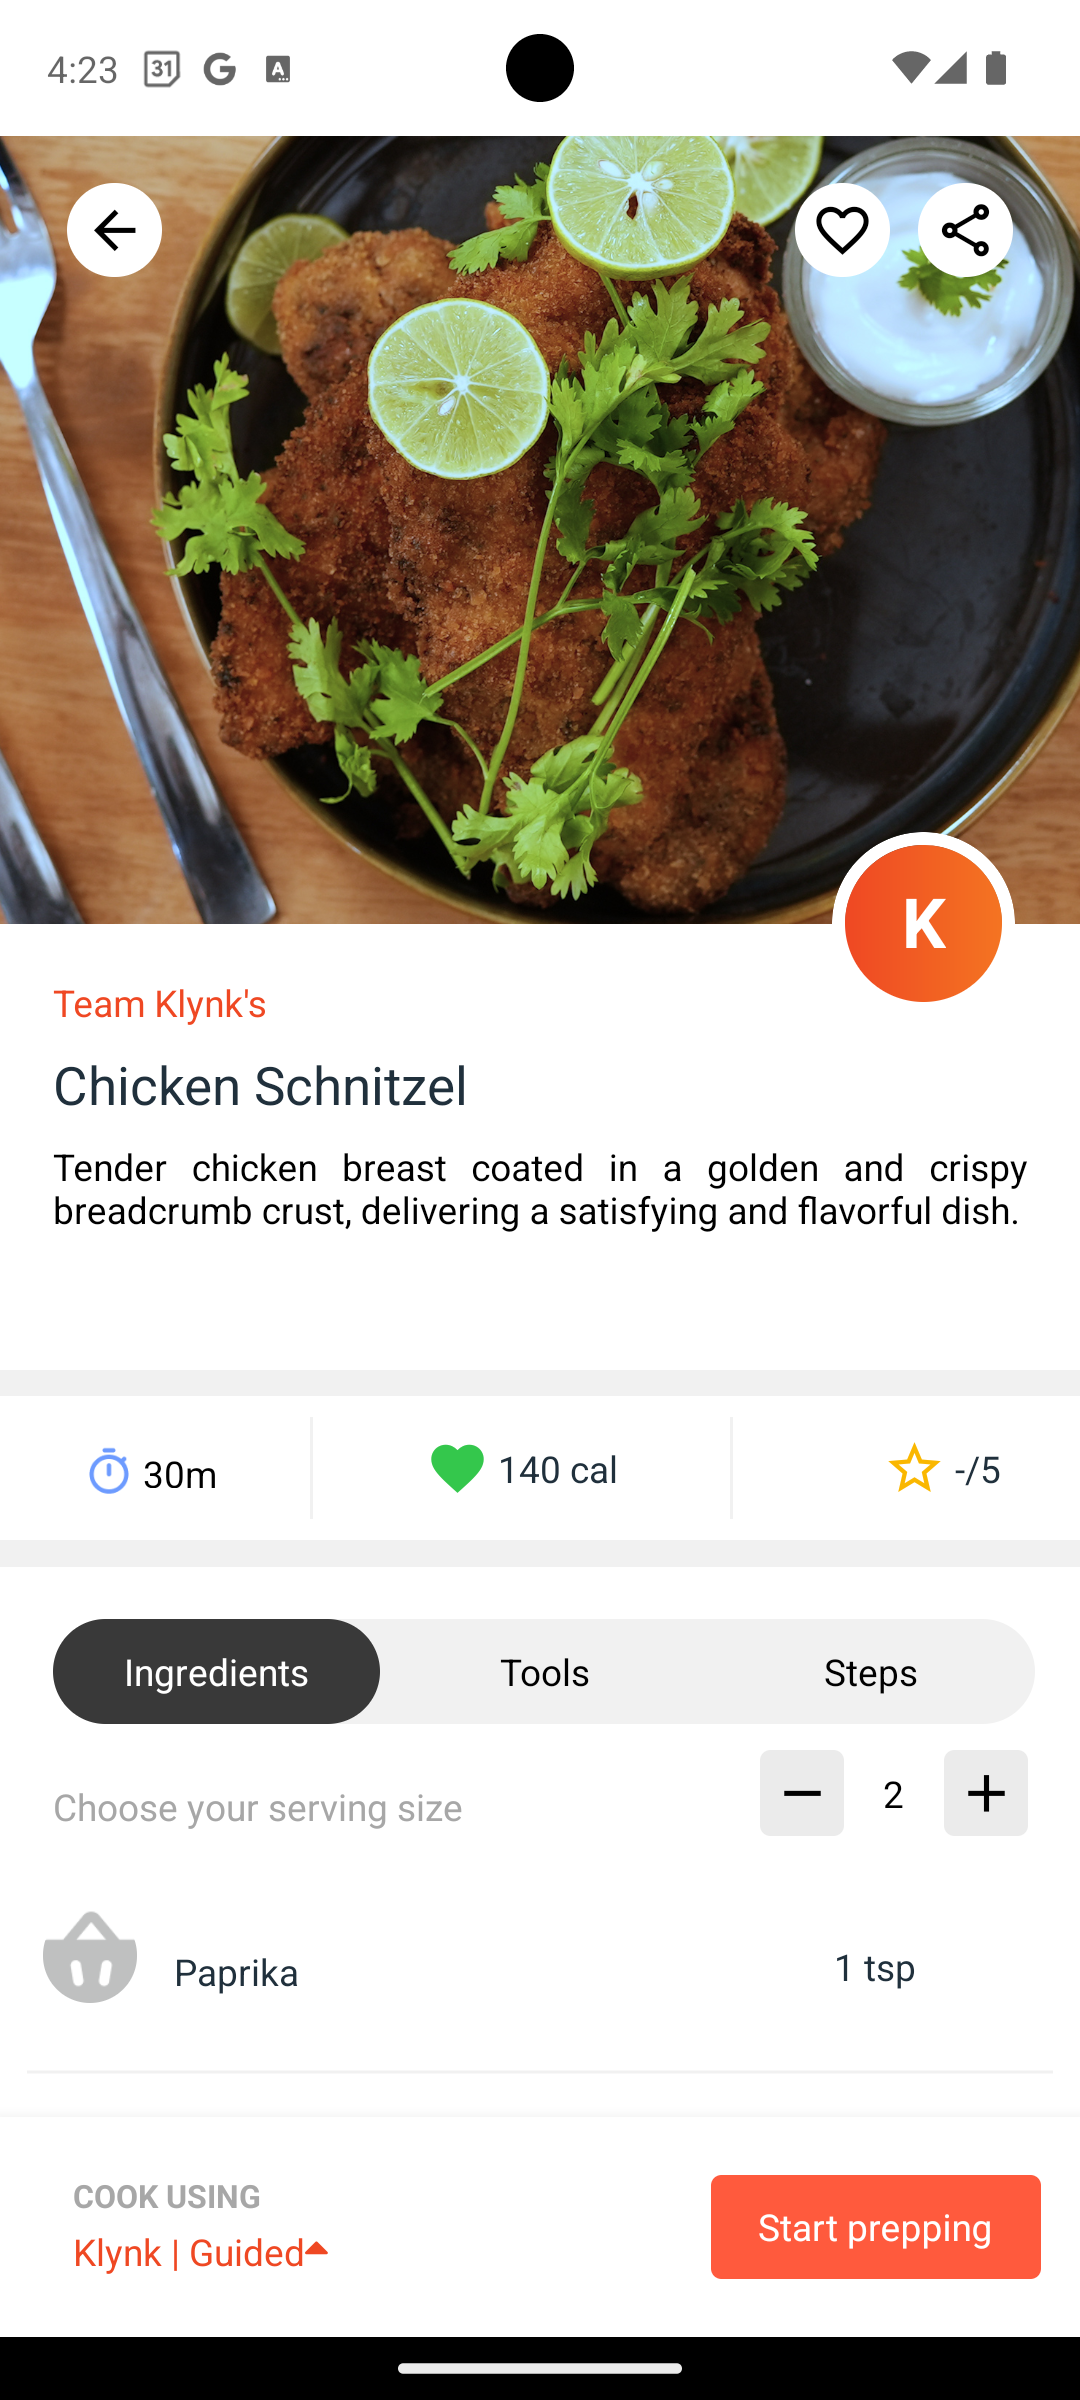 4:23
31
G
A
K
Team Klynk's
Chicken Schnitzel
Tender chicken breast coated in a golden and crispy
breadcrumb crust, delivering a satisfying and flavorful dish.
30m
140 cal
-/5
Ingredients
Tools
Steps
Choose your serving size
2
Paprika
1 tsp
COOK USING
Klynk | Guided
Start prepping